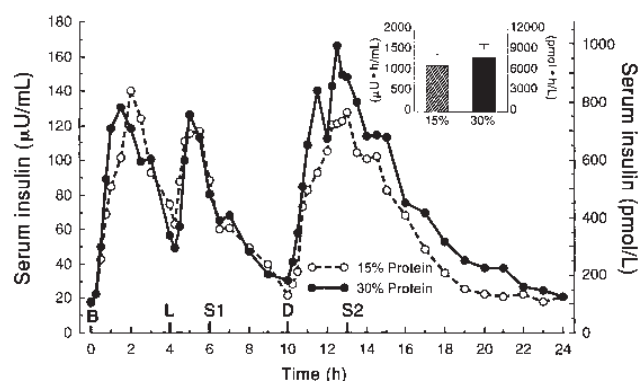 180
160
140
120
100
80
60
40
20
0
Serum insulin (μU/mL)
2000
1500
1000
500
0
(μU • h/mL)
15%
30%
12000
9000
6000
3000
0
(pmol • h/L)
1000
800
600
400
200
0
Serum insulin (pmol/L)
15% Protein
30% Protein
B
L
S1
D
S2
0 2 4 6 8 10 12 14 16 18 20 22 24
Time (h)